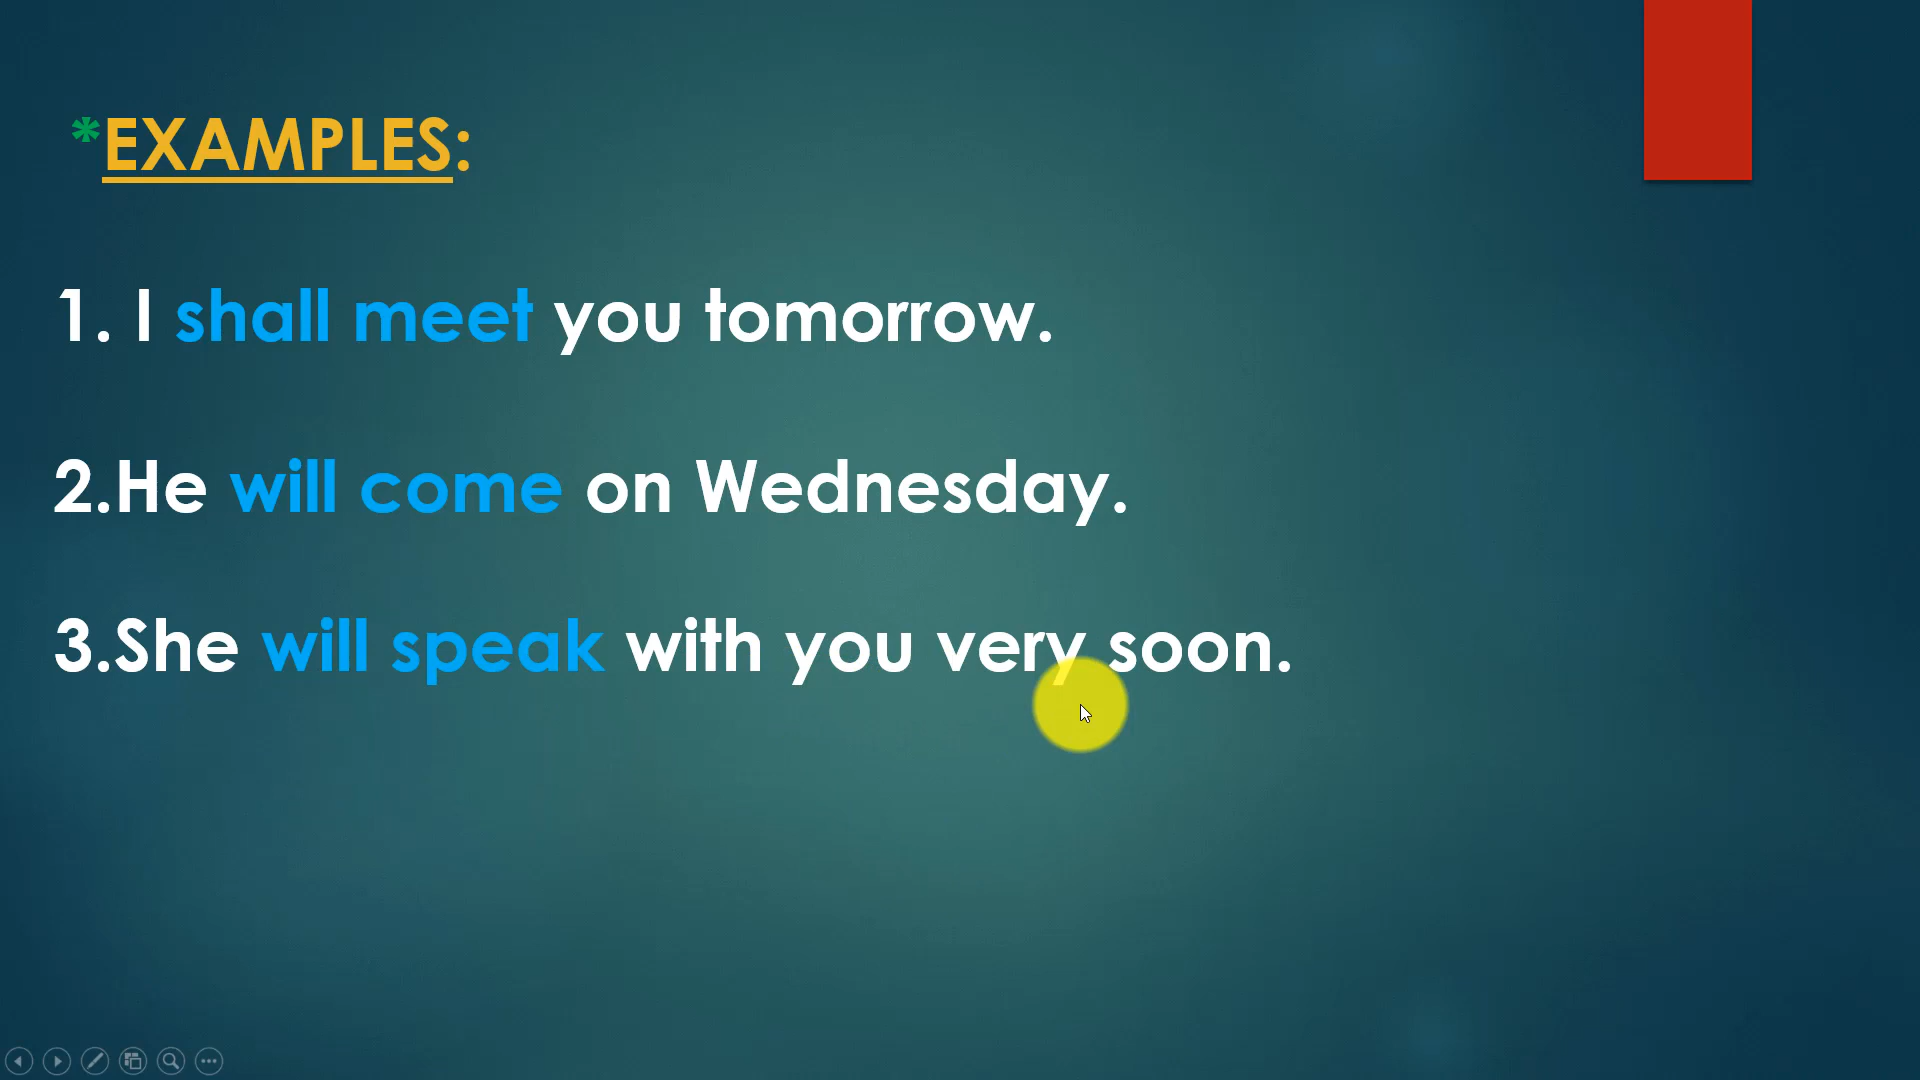 *EXAMPLES:
1. I shall meet you tomorrow.
2.He will come on Wednesday.
3.She will speak with you very soon.